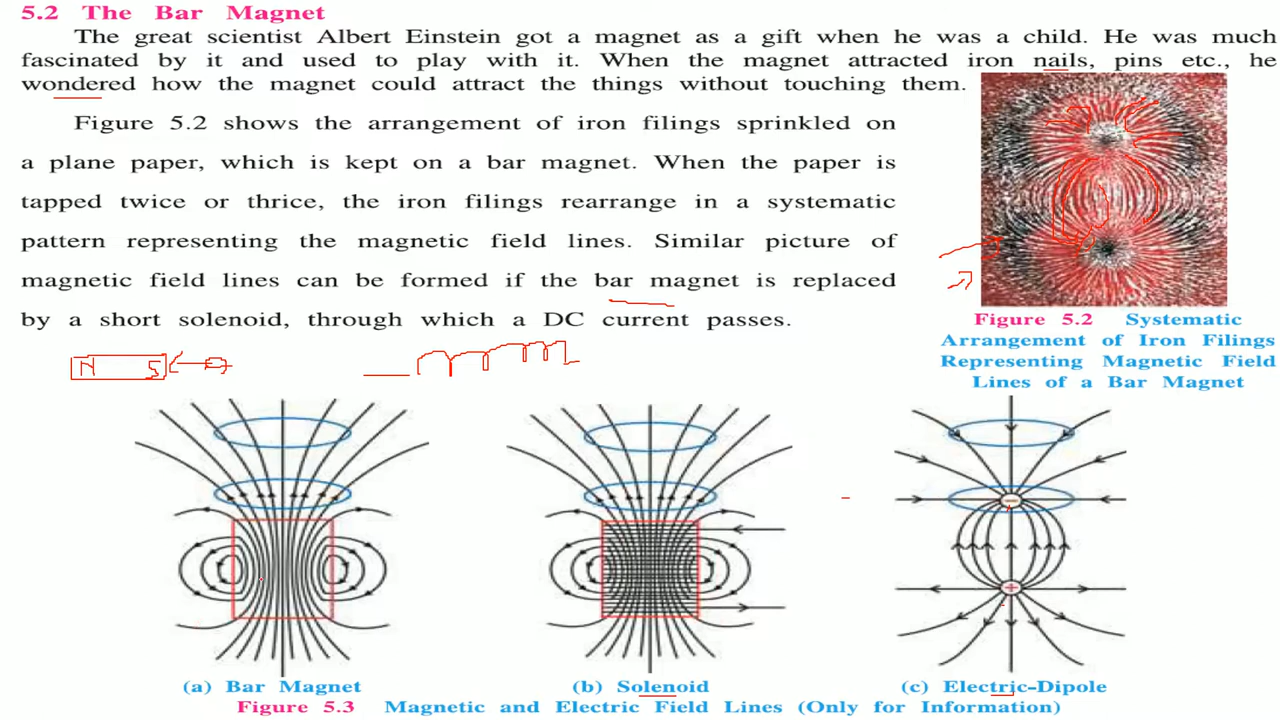 5.2 The Bar Magnet
The great scientist Albert Einstein got a magnet as a gift when he was a child. He was much
fascinated by it and used to play with it. When the magnet attracted iron nails, pins etc., he
wondered how the magnet could attract the things without touching them.
Figure 5.2 shows the arrangement of iron filings sprinkled on
a plane paper, which is kept on a bar magnet. When the paper is
tapped twice or thrice, the iron filings rearrange in a systematic
pattern representing the magnetic field lines. Similar picture of
magnetic field lines can be formed if the bar magnet is replaced
by a short solenoid, through which a DC current passes.
Figure 5.2 Systematic
Arrangement of Iron Filings
Representing Magnetic Field
Lines of a Bar Magnet
N S
−
+
(a) Bar Magnet
(b) Solenoid
(c) Electric-Dipole
Figure 5.3 Magnetic and Electric Field Lines (Only for Information)